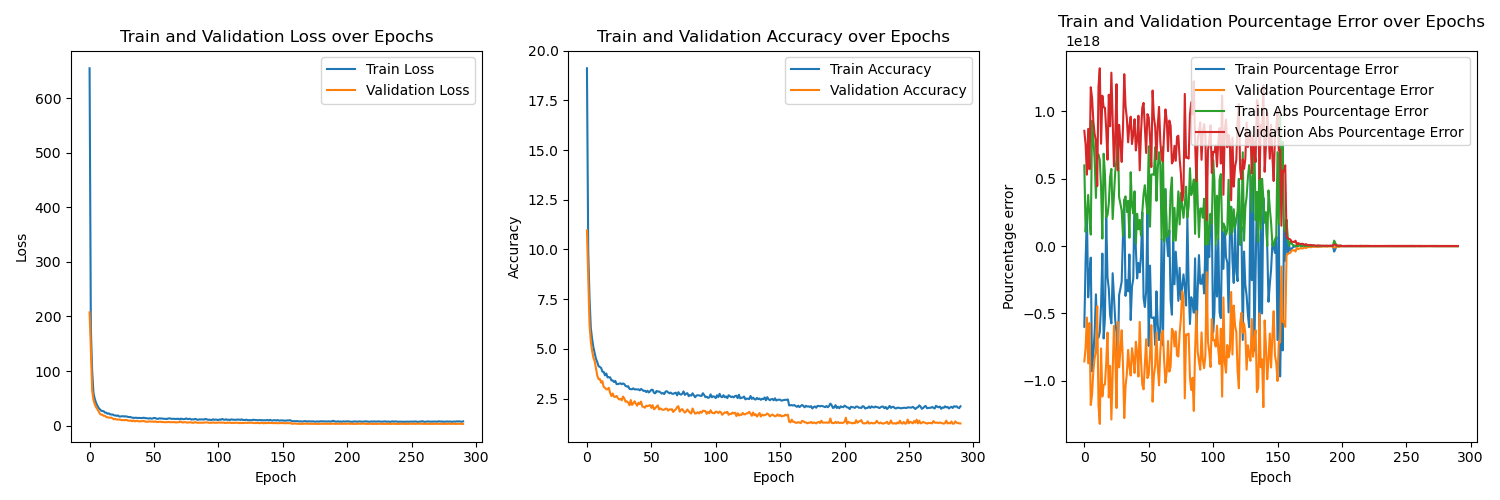 Train and Validation Loss over Epochs
Train Loss
Validation Loss
600
500
400
300
200
100
0
Loss
0 50 100 150 200 250 300
Epoch
Train and Validation Accuracy over Epochs
Train Accuracy
Validation Accuracy
20.0
17.5
15.0
12.5
10.0
7.5
5.0
2.5
Accuracy
0 50 100 150 200 250 300
Epoch
Train and Validation Pourcentage Error over Epochs
1e18
Train Pourcentage Error
Validation Pourcentage Error
Train Abs Pourcentage Error
Validation Abs Pourcentage Error
1.0
0.5
0.0
−0.5
−1.0
Pourcentage error
0 50 100 150 200 250 300
Epoch